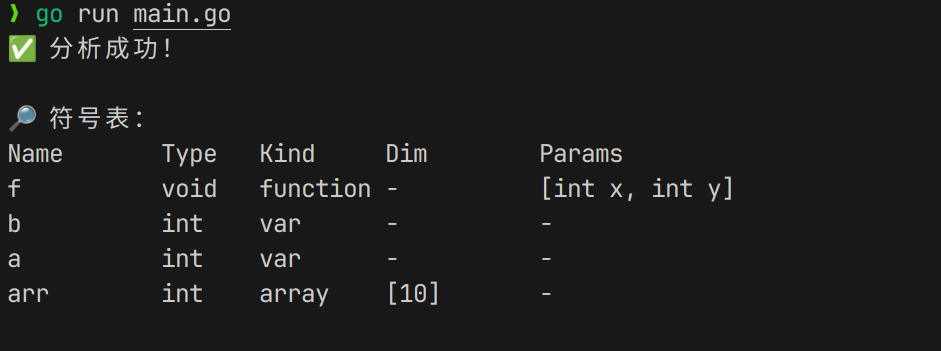 ❯ go run main.go
✅ 分析成功！
🔎 符号表：
Name Type Kind Dim Params
f void function - [int x, int y]
b int var - -
a int var - -
arr int array [10] -